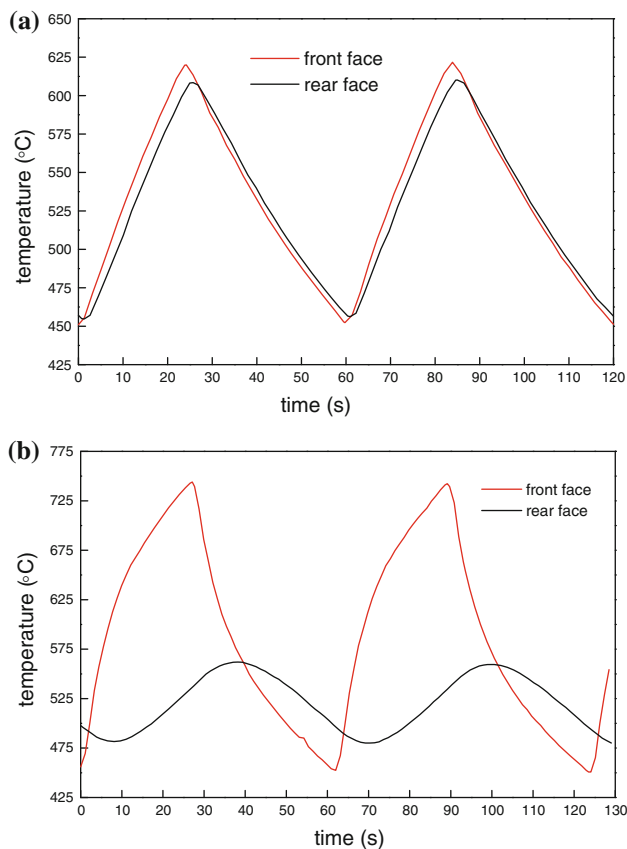 (a)
650
625
600
575
550
525
500
475
450
425
temperature (°C)
front face
rear face
0 10 20 30 40 50 60 70 80 90 100 110 120
time (s)
(b)
775
725
675
625
575
525
475
425
temperature (°C)
front face
rear face
0 10 20 30 40 50 60 70 80 90 100 110 120 130
time (s)